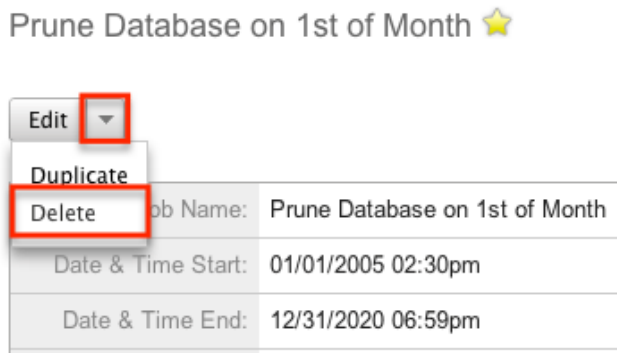 Prune Database on 1st of Month
Edit
Duplicate
Delete
ob Name: Prune Database on 1st of Month
Date & Time Start: 01/01/2005 02:30pm
Date & Time End: 12/31/2020 06:59pm